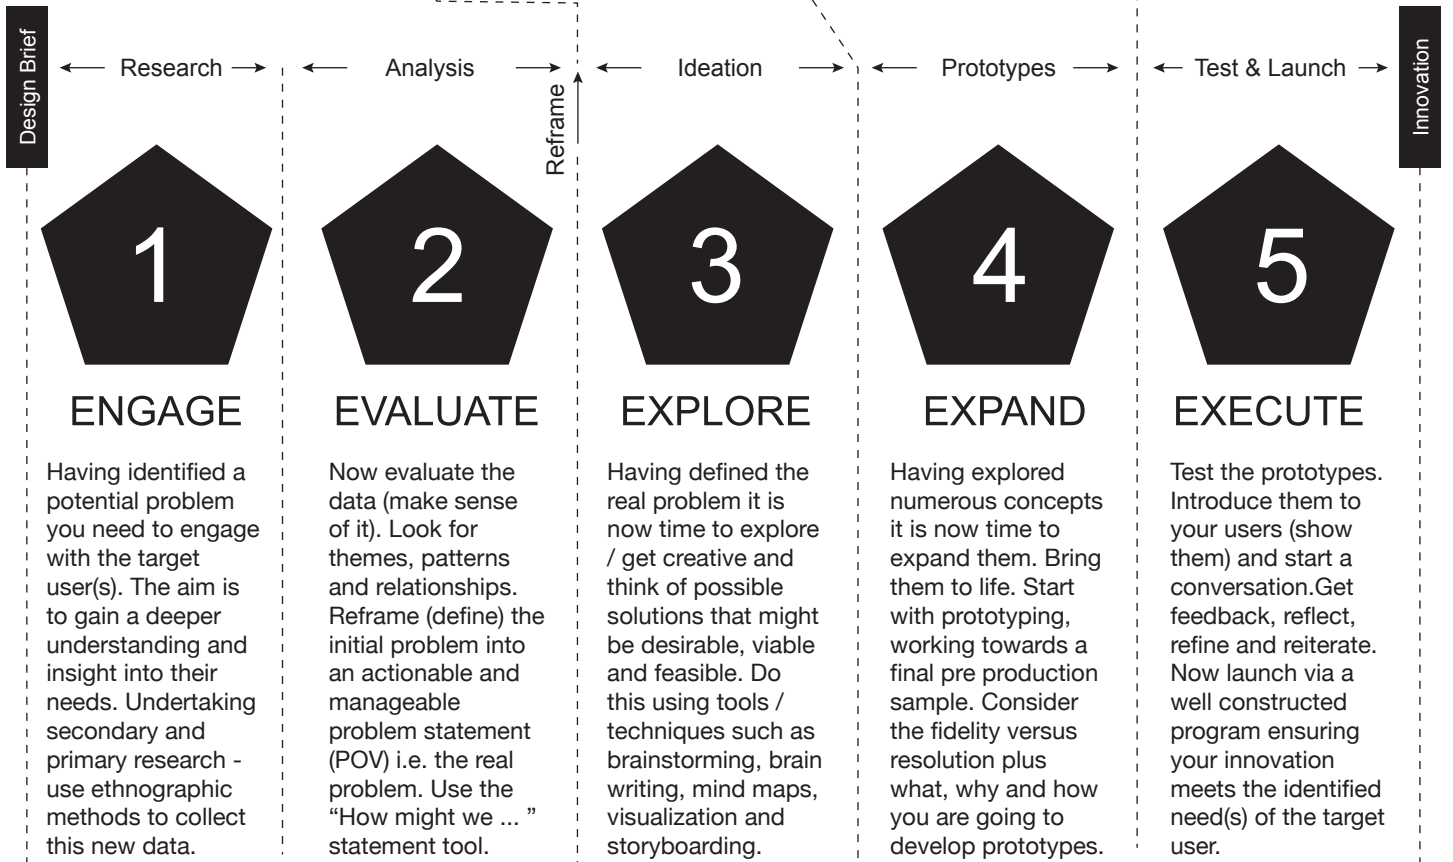 Design Brief
Research
Analysis
Reframe
Ideation
Prototypes
Test & Launch
Innovation
1
ENGAGE
Having identified a
potential problem
you need to engage
with the target
user(s). The aim is
to gain a deeper
understanding and
insight into their
needs. Undertaking
secondary and
primary research -
use ethnographic
methods to collect
this new data.
2
EVALUATE
Now evaluate the
data (make sense
of it). Look for
themes, patterns
and relationships.
Reframe (define) the
initial problem into
an actionable and
manageable
problem statement
(POV) i.e. the real
problem. Use the
“How might we ... ”
statement tool.
3
EXPLORE
Having defined the
real problem it is
now time to explore
/ get creative and
think of possible
solutions that might
be desirable, viable
and feasible. Do
this using tools /
techniques such as
brainstorming, brain
writing, mind maps,
visualization and
storyboarding.
4
EXPAND
Having explored
numerous concepts
it is now time to
expand them. Bring
them to life. Start
with prototyping,
working towards a
final pre production
sample. Consider
the fidelity versus
resolution plus
what, why and how
you are going to
develop prototypes.
5
EXECUTE
Test the prototypes.
Introduce them to
your users (show
them) and start a
conversation.Get
feedback, reflect,
refine and reiterate.
Now launch via a
well constructed
program ensuring
your innovation
meets the identified
need(s) of the target
user.